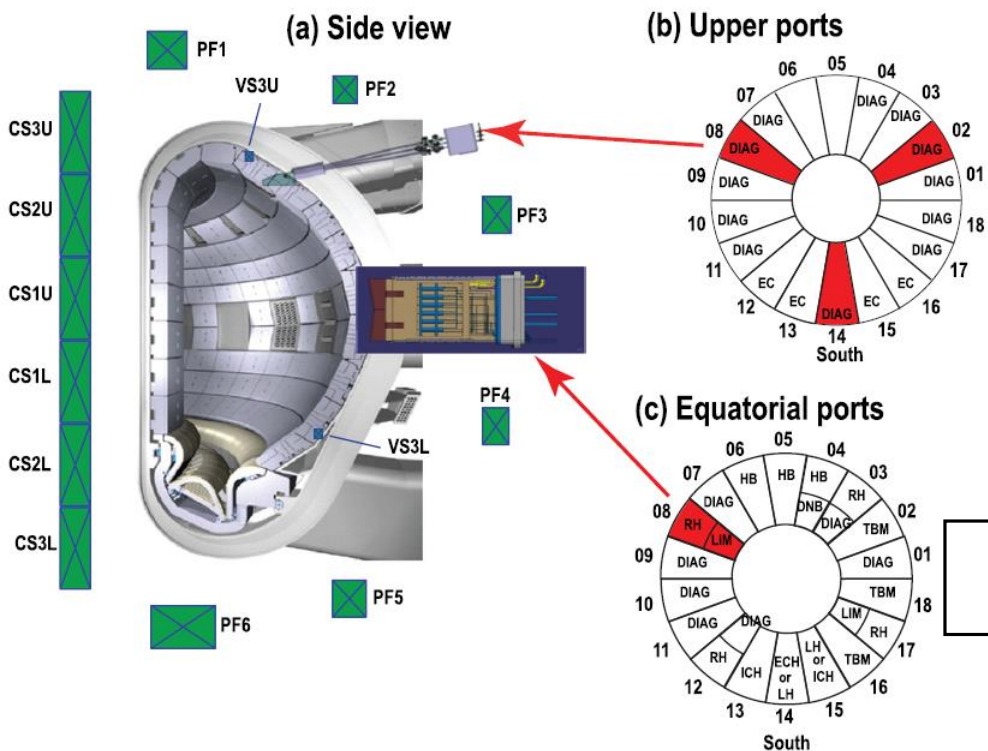 (a) Side view
PF1
VS3U
PF2
CS3U
CS2U
PF3
CS1U
CS1L
PF4
VS3L
CS2L
CS3L
PF5
PF6
(b) Upper ports
05
06
04
07
03
DIAG
DIAG
DIAG
08
02
DIAG
DIAG
09
DIAG
DIAG
01
10
DIAG
DIAG
18
DIAG
DIAG
11
17
EC
EC
12
EC
EC
16
13
DIAG
15
14
South
(c) Equatorial ports
05
06
04
HB
HB
HB
07
03
DIAG
RH
DNB
DIAG
08
02
RH
LIM
TBM
09
DIAG
DIAG
01
10
DIAG
TBM
18
DIAG
DIAG
LIM
RH
11
17
RH
TBM
12
ICH
ECH
or
LH
LH
or
ICH
16
13
15
14
South